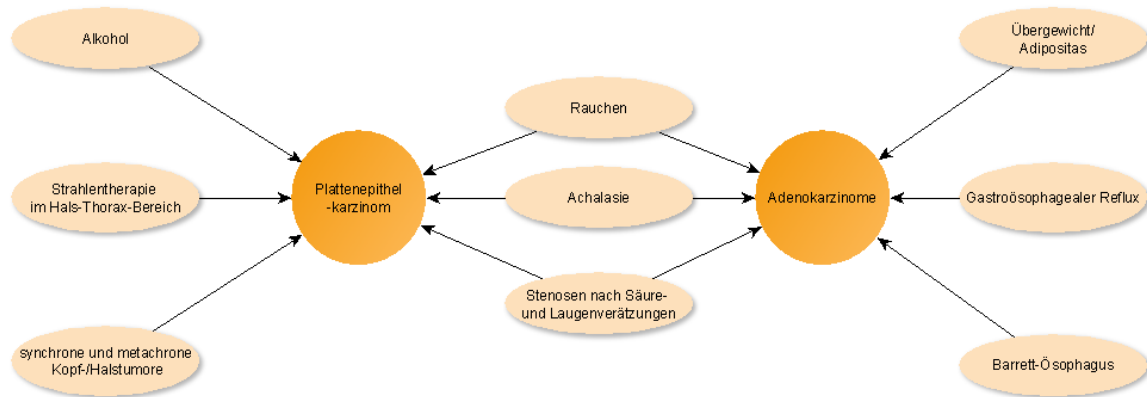 Alkohol
Übergewicht/
Adipositas
Rauchen
Strahlentherapie
im Hals-Thorax-Bereich
Plattenepithel
-karzinom
Achalasie
Adenokarzinome
Gastroösophagealer Reflux
Stenosen nach Säure-
und Laugenverätzungen
synchrone und metachrone
Kopf-/Halstumore
Barrett-Ösophagus